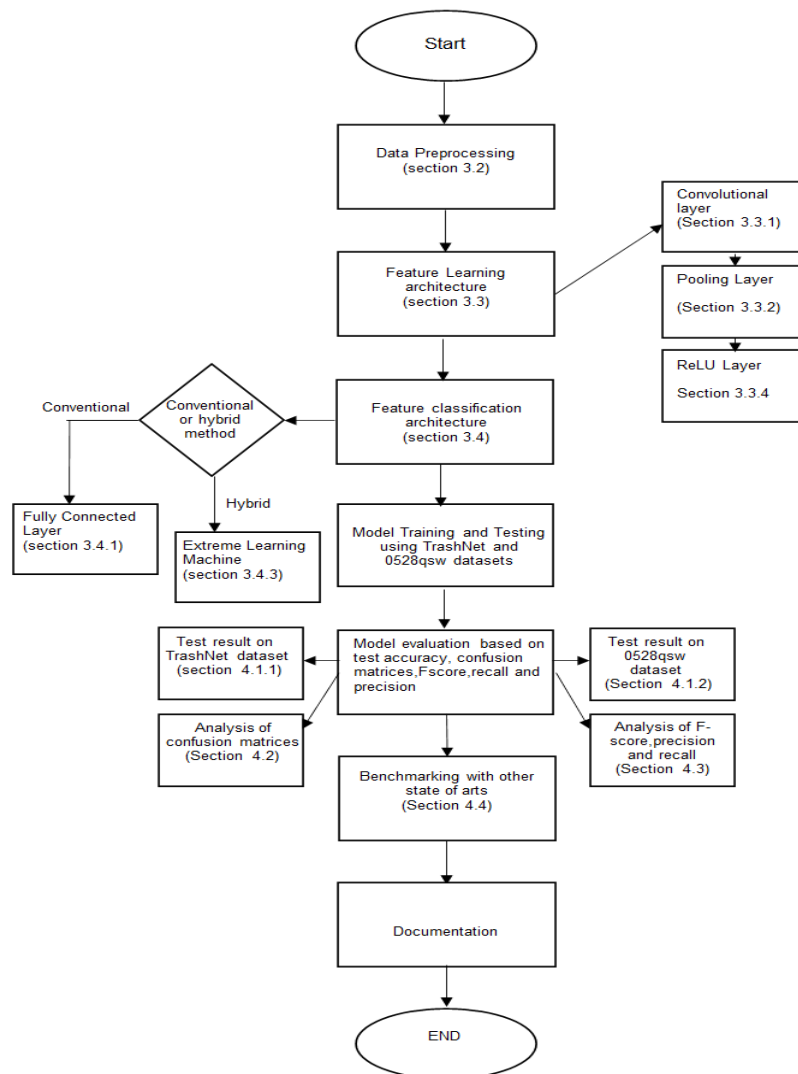 Start
Data Preprocessing
(section 3.2)
Convolutional
layer
(Section 3.3.1)
Feature Learning
architecture
(section 3.3)
Pooling Layer
(Section 3.3.2)
ReLU Layer
Section 3.3.4
Feature classification
architecture
(section 3.4)
Conventional
or hybrid
method
Conventional
Hybrid
Fully Connected
Layer
(section 3.4.1)
Extreme Learning
Machine
(section 3.4.3)
Model Training and Testing
using TrashNet and
0528qsw datasets
Model evaluation based on
test accuracy, confusion
matrices,Fscore,recall and
precision
Test result on
TrashNet dataset
(section 4.1.1)
Test result on
0528qsw
dataset
(Section 4.1.2)
Analysis of
confusion matrices
(Section 4.2)
Analysis of F-
score,precision
and recall
(Section 4.3)
Benchmarking with other
state of arts
(Section 4.4)
Documentation
END